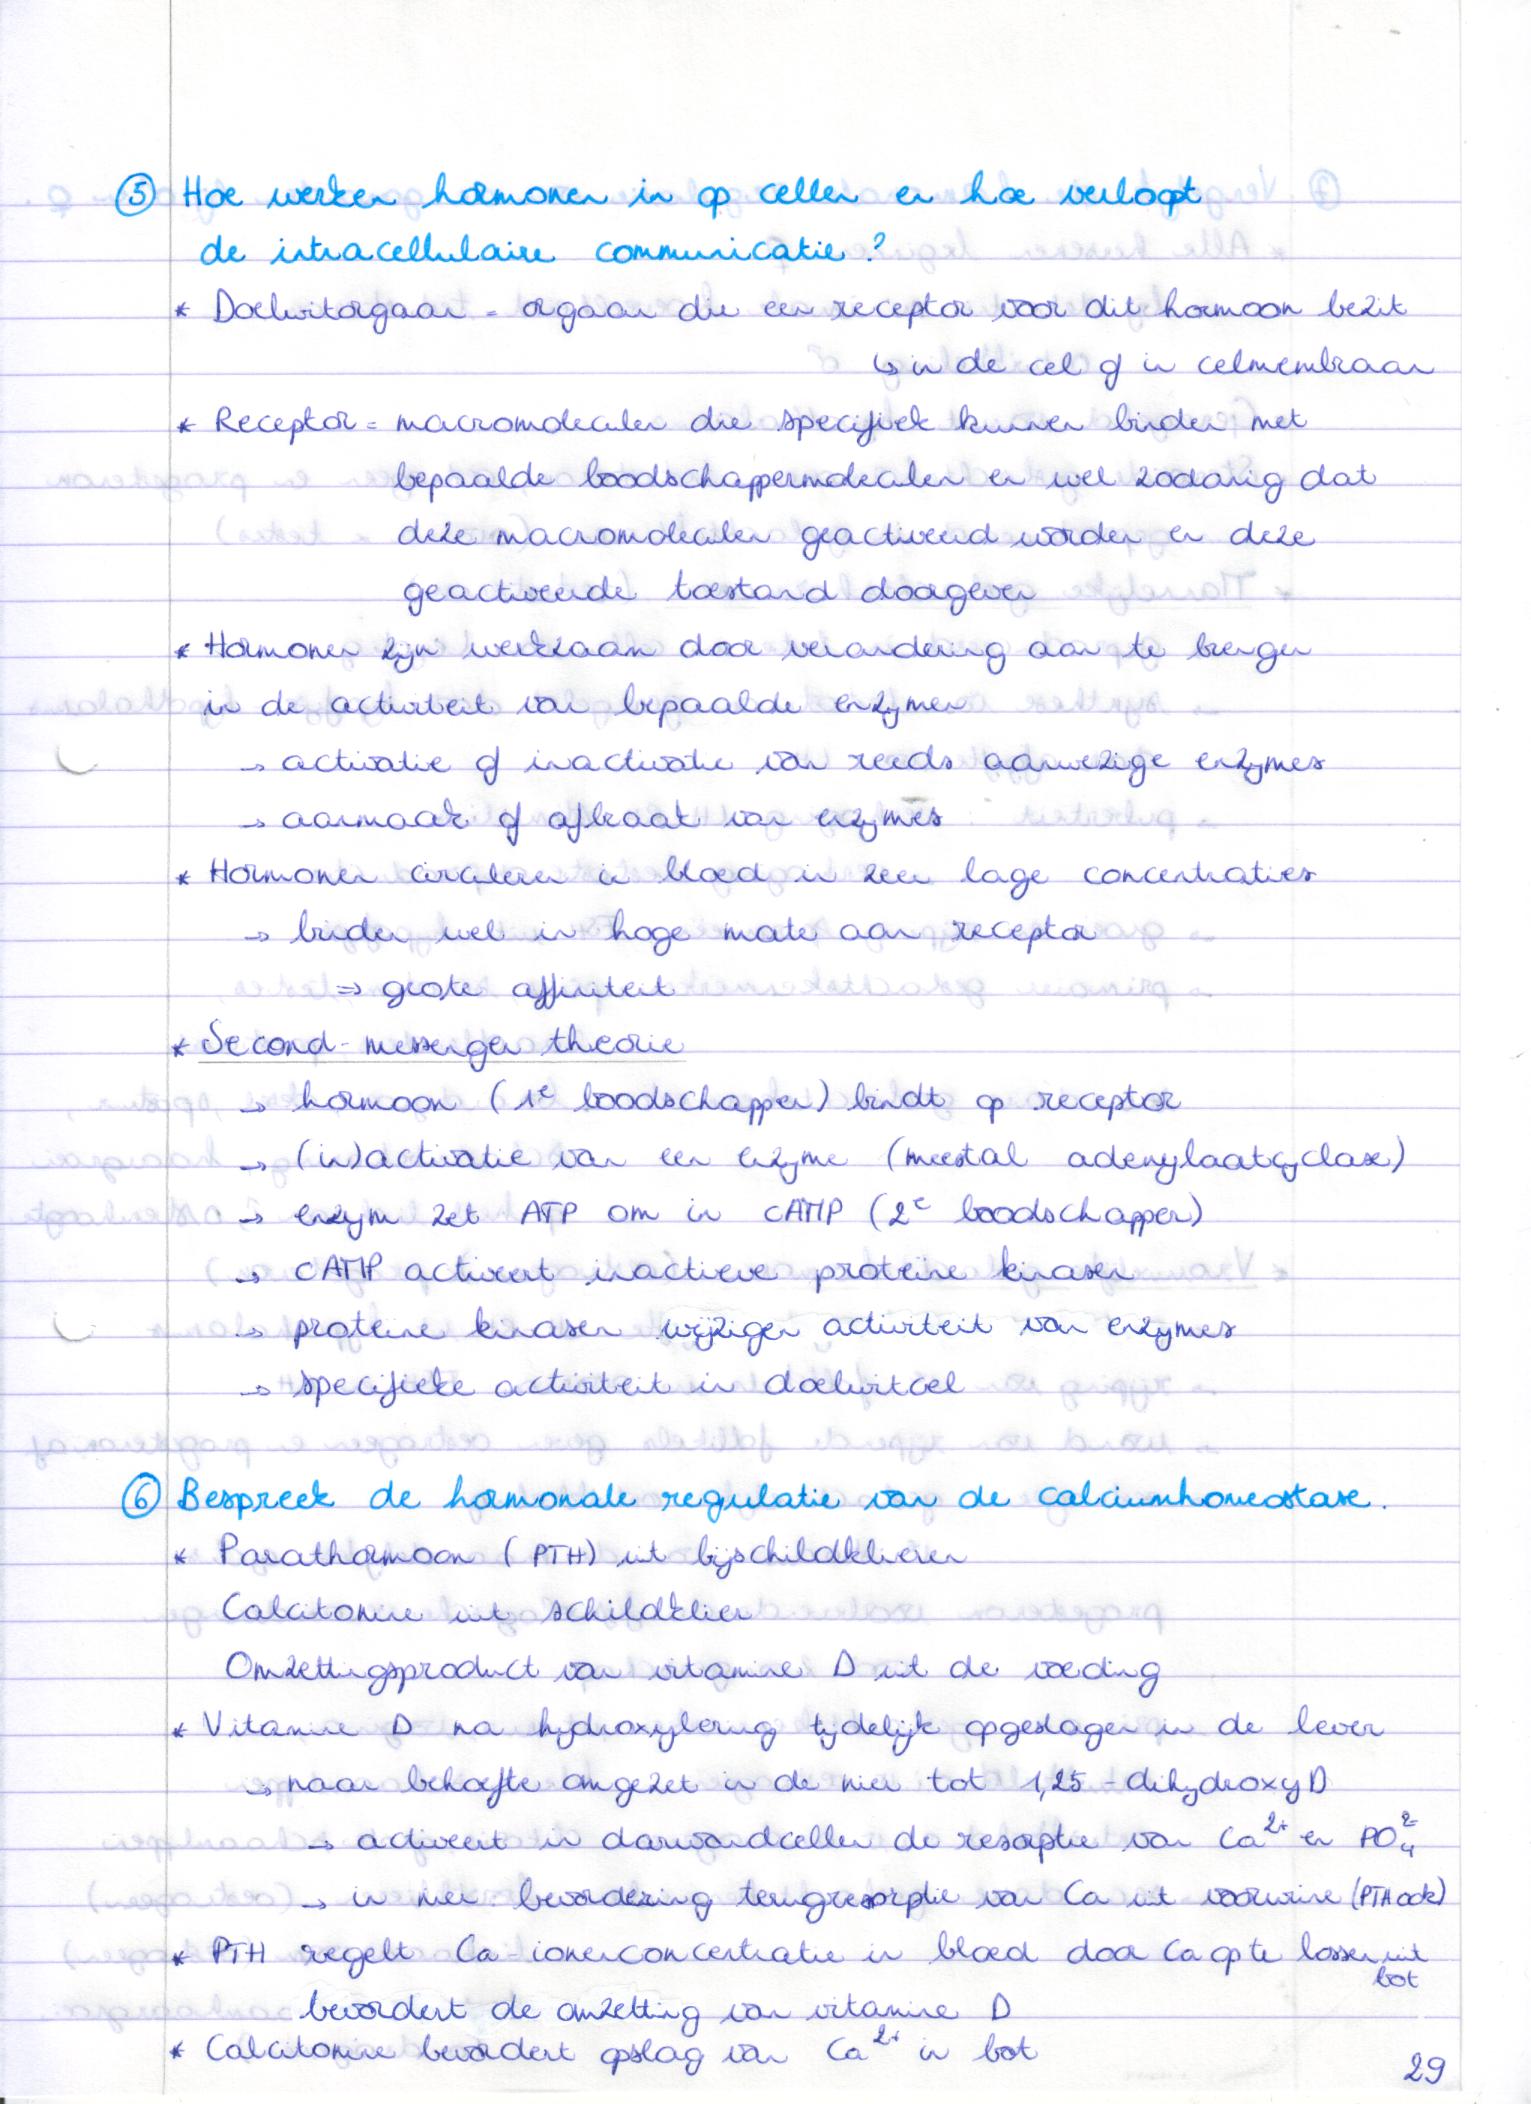 ⑤ Hoe werken hormonen in op cellen en hoe verloopt
de intracellulaire communicatie?
* Doelwitorgaan = orgaan die een receptor voor dit hormoon bezit
↳ in de cel of in celmembraan
* Receptor = macromoleculen die specifiek kunnen binden met
bepaalde boodschappermoleculen en wel zodanig dat
deze macromoleculen geactiveerd worden en deze
geactiveerde toestand doorgeven
* Hormonen zijn werkzaam door verandering aan te brengen
in de activiteit van bepaalde enzymen
→ activatie of inactivatie van reeds aanwezige enzymes
→ aanmaak of afbraak van enzymes
* Hormonen circuleren in bloed in zeer lage concentraties
→ binden wel in hoge mate aan receptor
⇒ grote affiniteit
* Second-messenger theorie
→ hormoon (1e boodschapper) bindt op receptor
→ (in)activatie van een enzyme (meestal adenylaatcyclase)
→ enzym zet ATP om in cAMP (2e boodschapper)
→ cAMP activeert inactieve proteïne kinasen
→ proteïne kinasen wijzigen activiteit van enzymes
→ specifieke activiteit in doelwitcel
⑥ Bespreek de hormonale regulatie van de calciumhomeostase.
* Parathormoon (PTH) uit bijschildklieren
Calcitonine uit schildklier
Omzettingsproduct van vitamine D uit de voeding
* Vitamine D na hydroxylering tijdelijk opgeslagen in de lever
→ naar behoefte omgezet in de nier tot 1,25-dihydroxy D
→ activeert in darmwandcellen de resorptie van Ca²⁺ en PO₄²⁻
→ in nier bevordering terugresorptie van Ca uit voorurine (PTH ook)
* PTH regelt Ca-ionenconcentratie in bloed door Ca op te lossen uit
bot
bevordert de omzetting van vitamine D
* Calcitonine bevordert opslag van Ca²⁺ in bot
29